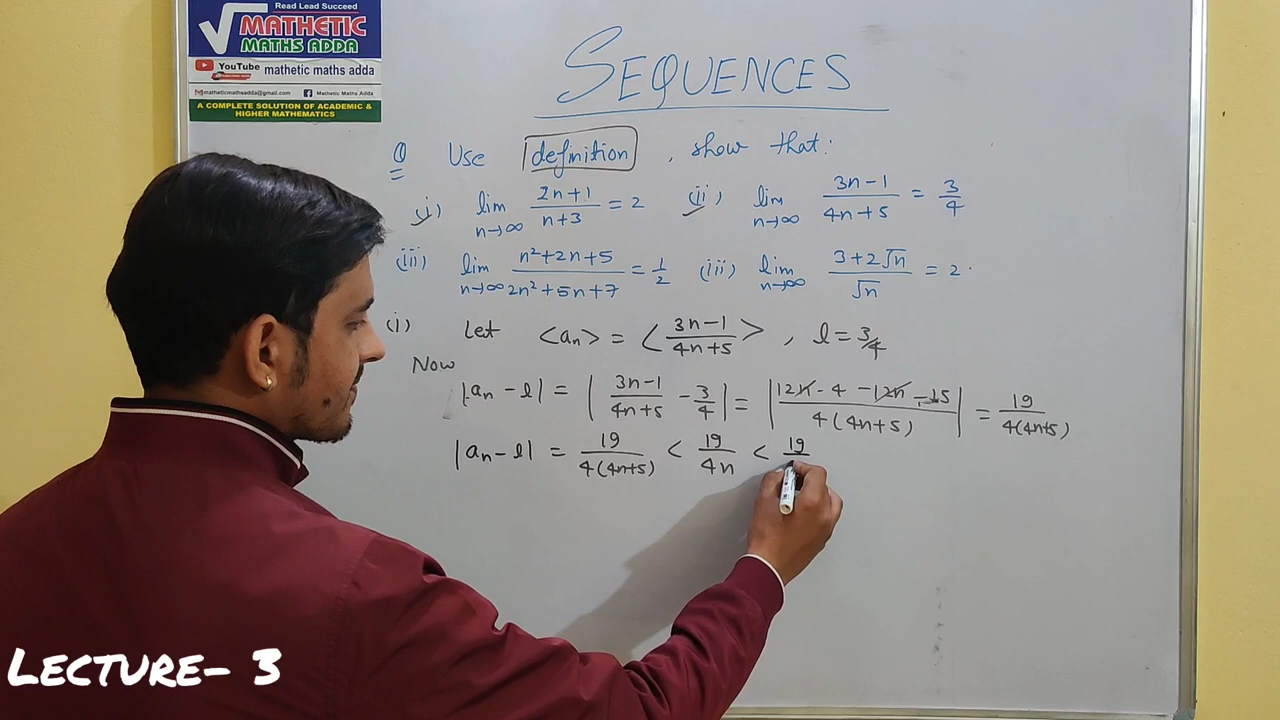 Read Lead Succeed
MATHETIC
MATHS ADDA
YouTube mathetic maths adda
matheticmathsadda@gmail.com Mathetic Maths Adda
A COMPLETE SOLUTION OF ACADEMIC &
HIGHER MATHEMATICS
SEQUENCES
Q Use definition, show that:
(i) lim n→∞ (2n+1)/(n+3) = 2 (ii) lim n→∞ (3n-1)/(4n+5) = 3/4
(iii) lim n→∞ (n²+2n+5)/(2n²+5n+7) = 1/2 (iii) lim n→∞ (3+2√n)/√n = 2.
(i) Let <aₙ> = <(3n-1)/(4n+5)>, l = 3/4
Now
|aₙ - l| = |(3n-1)/(4n+5) - 3/4| = |(12n - 4 - 12n - 15)/(4(4n+5))| = 19/(4(4n+5))
|aₙ - l| = 19/(4(4n+5)) < 19/(4n) < 19/
LECTURE- 3